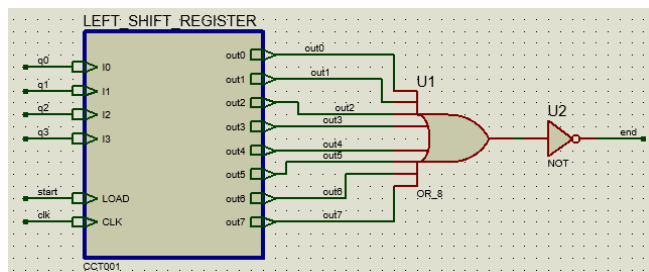 LEFT_SHIFT_REGISTER
q0 I0 out0 out0
q1 I1 out1 out1 U1
q2 I2 out2 out2 U2
q3 I3 out3 out3 end
out4 out4 NOT
out5 out5
start LOAD out6 out6 OR_8
clk CLK out7 out7
CCT001